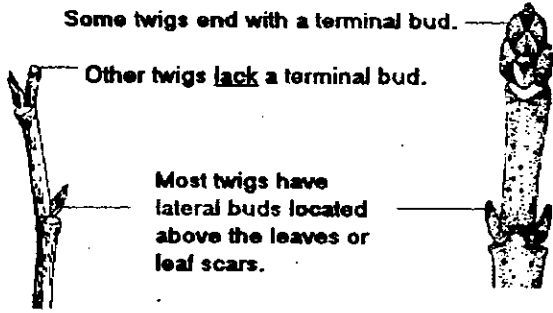 Some twigs end with a terminal bud.
Other twigs lack a terminal bud.
Most twigs have
lateral buds located
above the leaves or
leaf scars.